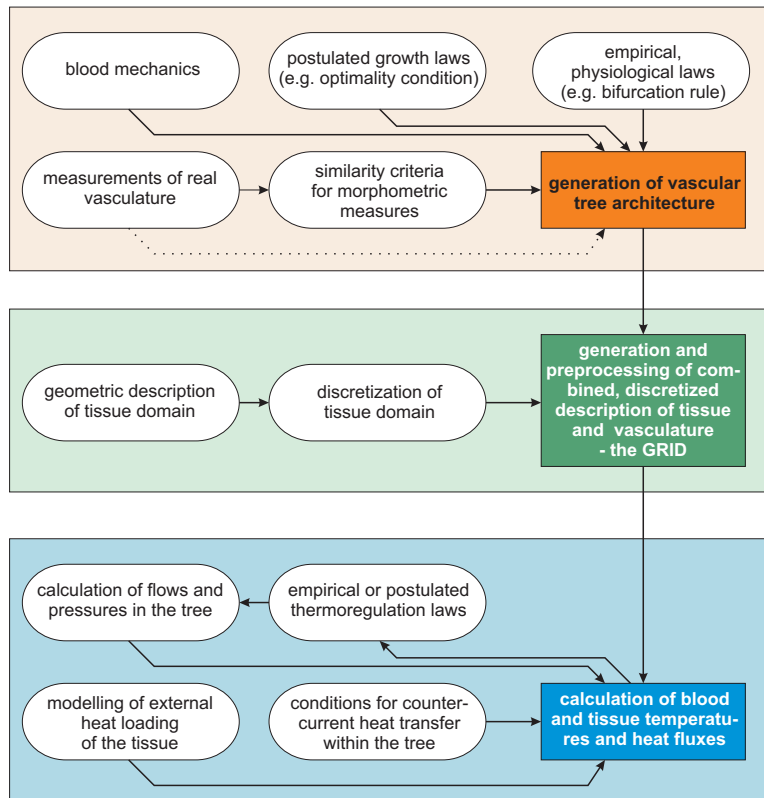 blood mechanics
postulated growth laws
(e.g. optimality condition)
empirical,
physiological laws
(e.g. bifurcation rule)
measurements of real
vasculature
similarity criteria
for morphometric
measures
generation of vascular
tree architecture
geometric description
of tissue domain
discretization of
tissue domain
generation and
preprocessing of com-
bined, discretized
description of tissue
and vasculature
- the GRID
calculation of flows and
pressures in the tree
empirical or postulated
thermoregulation laws
modelling of external
heat loading
of the tissue
conditions for counter-
current heat transfer
within the tree
calculation of blood
and tissue temperatu-
res and heat fluxes